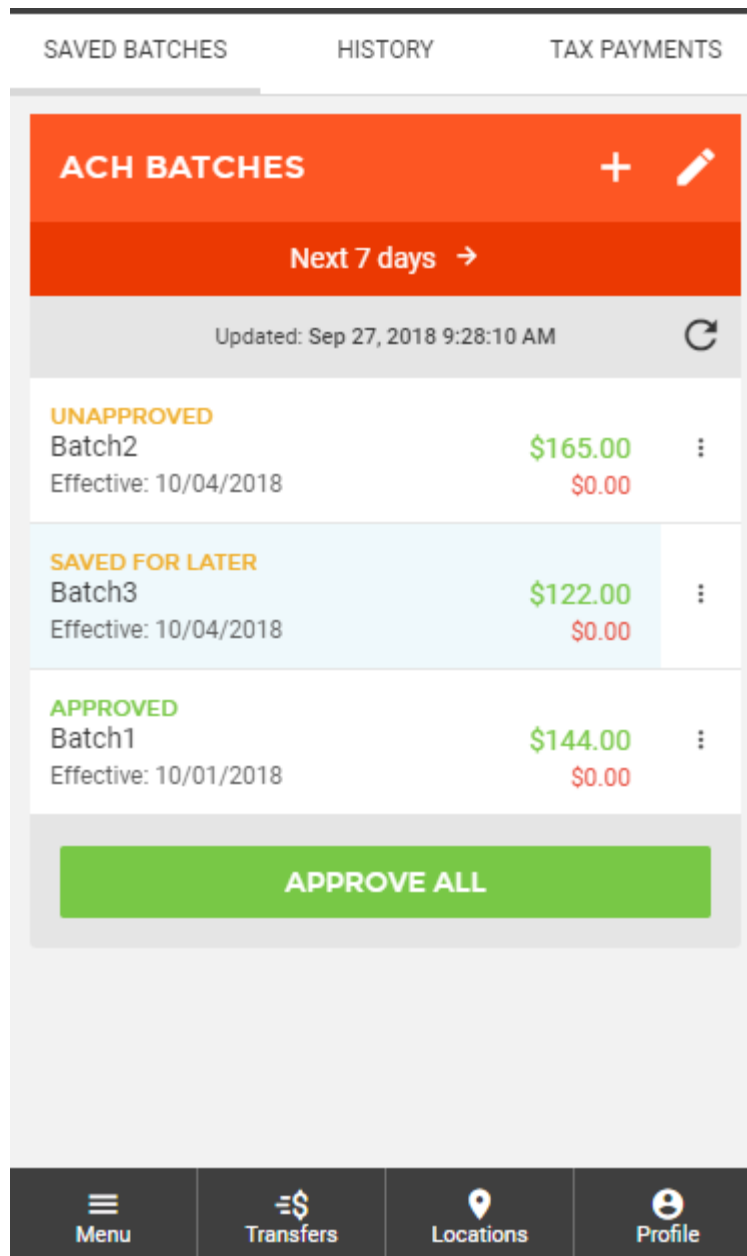 SAVED BATCHES HISTORY TAX PAYMENTS
ACH BATCHES
Next 7 days →
Updated: Sep 27, 2018 9:28:10 AM
UNAPPROVED
Batch2 $165.00
Effective: 10/04/2018 $0.00
SAVED FOR LATER
Batch3 $122.00
Effective: 10/04/2018 $0.00
APPROVED
Batch1 $144.00
Effective: 10/01/2018 $0.00
APPROVE ALL
Menu Transfers Locations Profile